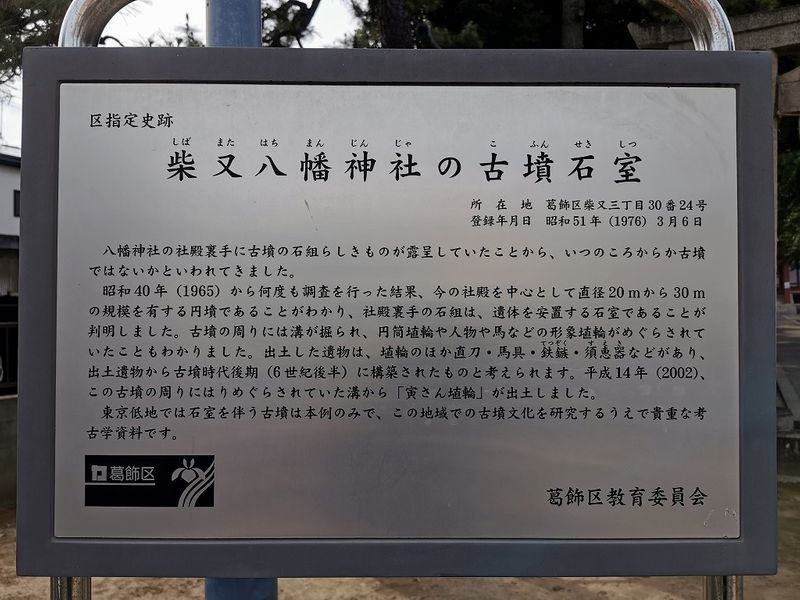 区指定史跡
しば また はち まん じん じゃ こ ふん せき しつ
柴又八幡神社の古墳石室
所在地 葛飾区柴又三丁目30番24号
登録年月日 昭和51年（1976）3月6日
八幡神社の社殿裏手に古墳の石組らしきものが露呈していたことから、いつのころからか古墳
ではないかといわれてきました。
昭和40年（1965）から何度も調査を行った結果、今の社殿を中心として直径20mから30m
の規模を有する円墳であることがわかり、社殿裏手の石組は、遺体を安置する石室であることが
判明しました。古墳の周りには溝が掘られ、円筒埴輪や人物や馬などの形象埴輪がめぐらされて
てつぞく すえき
いたこともわかりました。出土した遺物は、埴輪のほか直刀・馬具・鉄鏃・須恵器などがあり、
出土遺物から古墳時代後期（6世紀後半）に構築されたものと考えられます。平成14年（2002）、
この古墳の周りにはりめぐらされていた溝から「寅さん埴輪」が出土しました。
東京低地では石室を伴う古墳は本例のみで、この地域での古墳文化を研究するうえで貴重な考
古学資料です。
葛飾区
葛飾区教育委員会